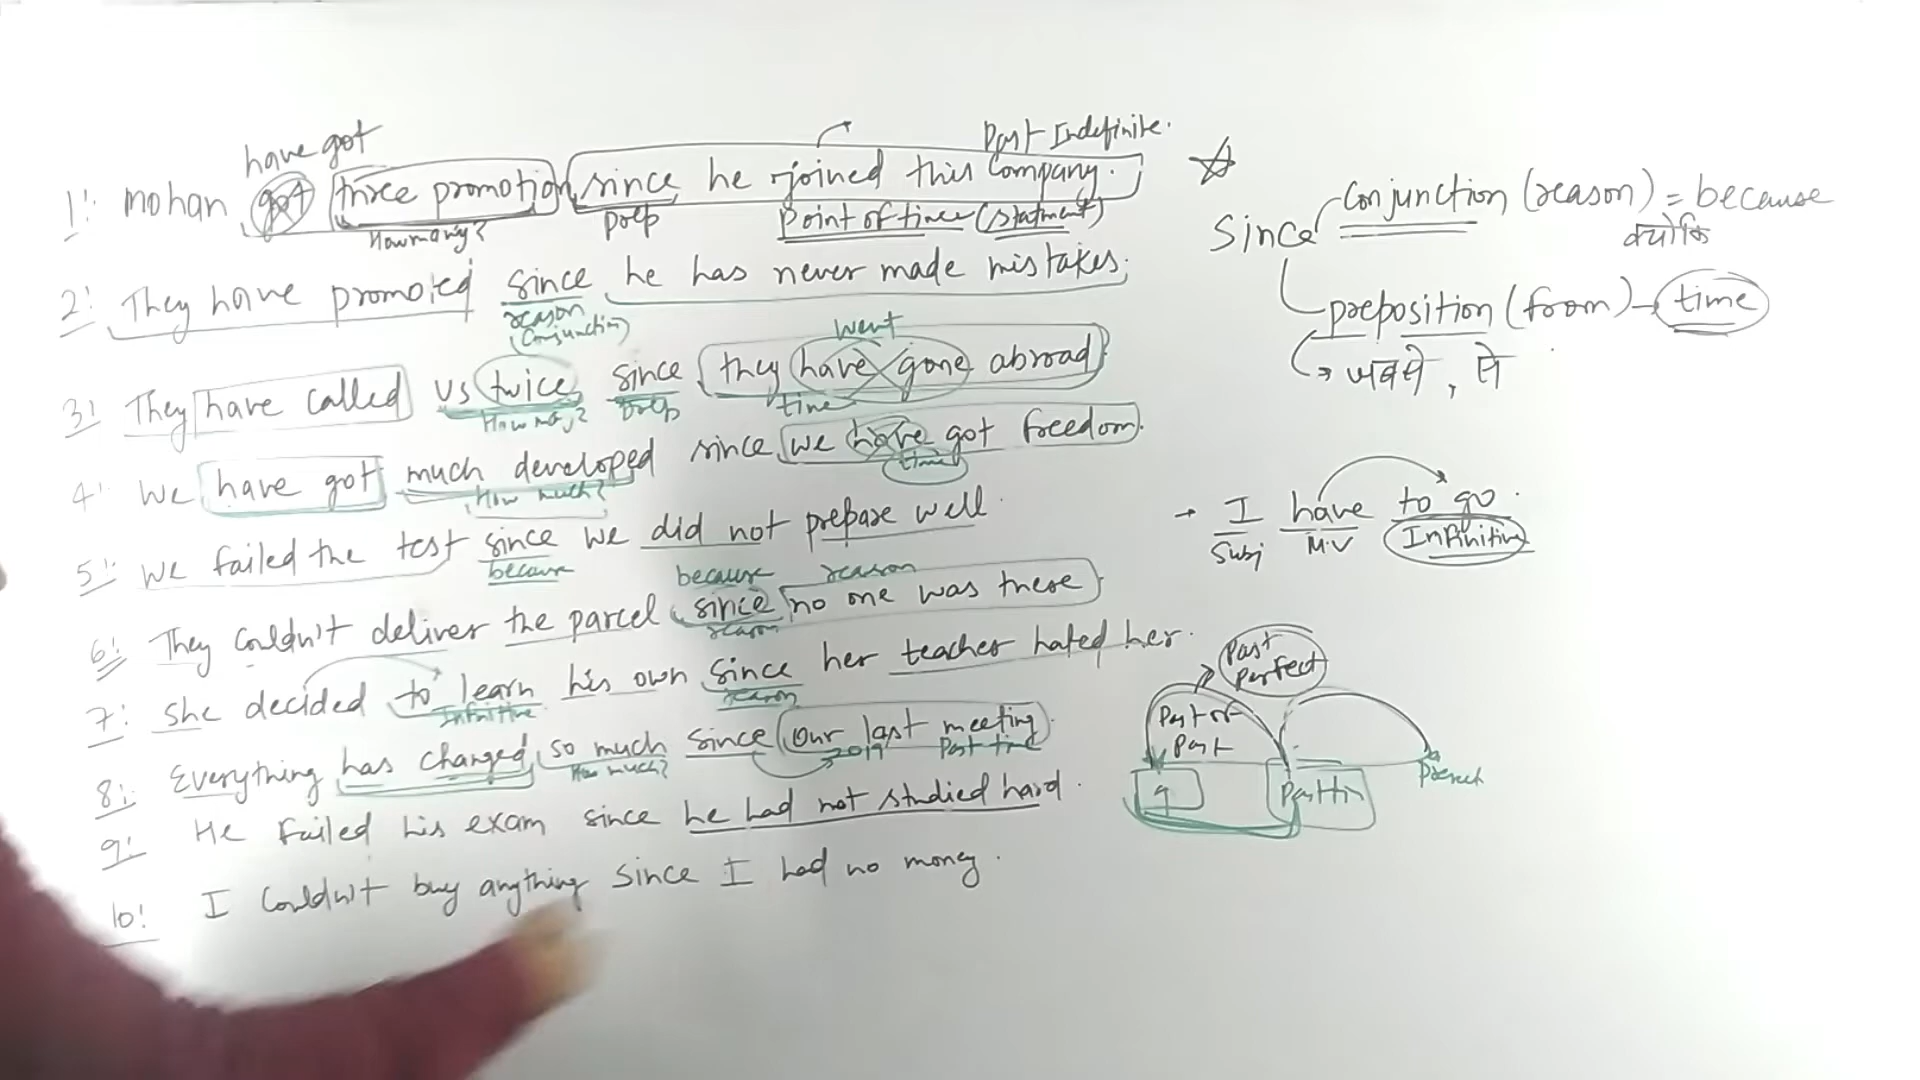 have got
Past Indefinite.
1: mohan got three promotion since he joined this Company.
How many? prep Point of time (statment)
2: They have promoted since he has never made mistakes.
reason
(Conjunction)
went
3: They have called us twice since they have gone abroad
How many? prep time
4: we have got much developed since we have got freedom.
How much? time
5: we failed the test since we did not prepare well.
because
because reason
6: They Couldn't deliver the parcel since no one was there
reason
7: She decided to learn his own since her teacher hated her.
Infinitive reason
8: Everything has changed so much since our last meeting
How much? 2019 Past time
9: He Failed his exam since he had not studied hard.
10: I Couldn't buy anything since I had no money.
Since
Conjunction (reason) = because
क्योंकि
preposition (from) → time
→ जबसे, से
→ I have to go.
Subj M.V Infinitive
Past
Perfect
Past of
Past